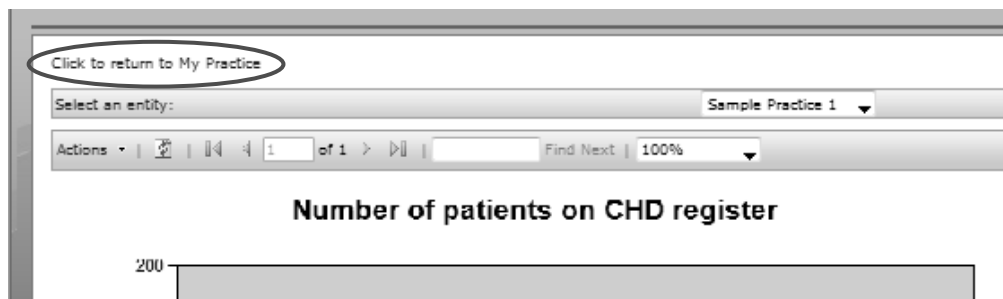 Click to return to My Practice
Select an entity: Sample Practice 1
Actions | | 1 of 1 | Find Next | 100%
Number of patients on CHD register
200